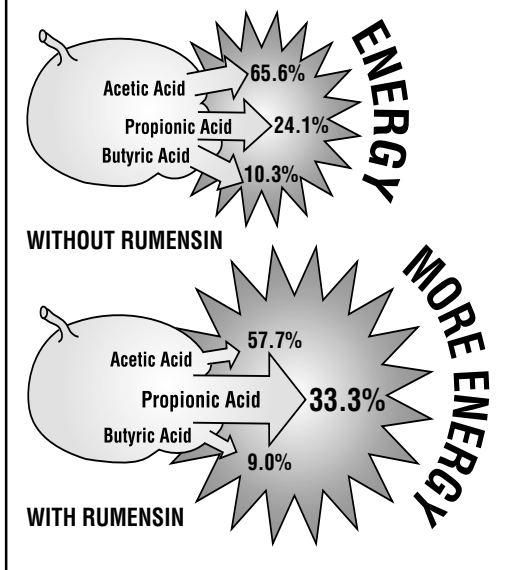 Acetic Acid 65.6%
Propionic Acid 24.1%
Butyric Acid 10.3%
ENERGY
WITHOUT RUMENSIN
Acetic Acid 57.7%
Propionic Acid 33.3%
Butyric Acid 9.0%
MORE ENERGY
WITH RUMENSIN